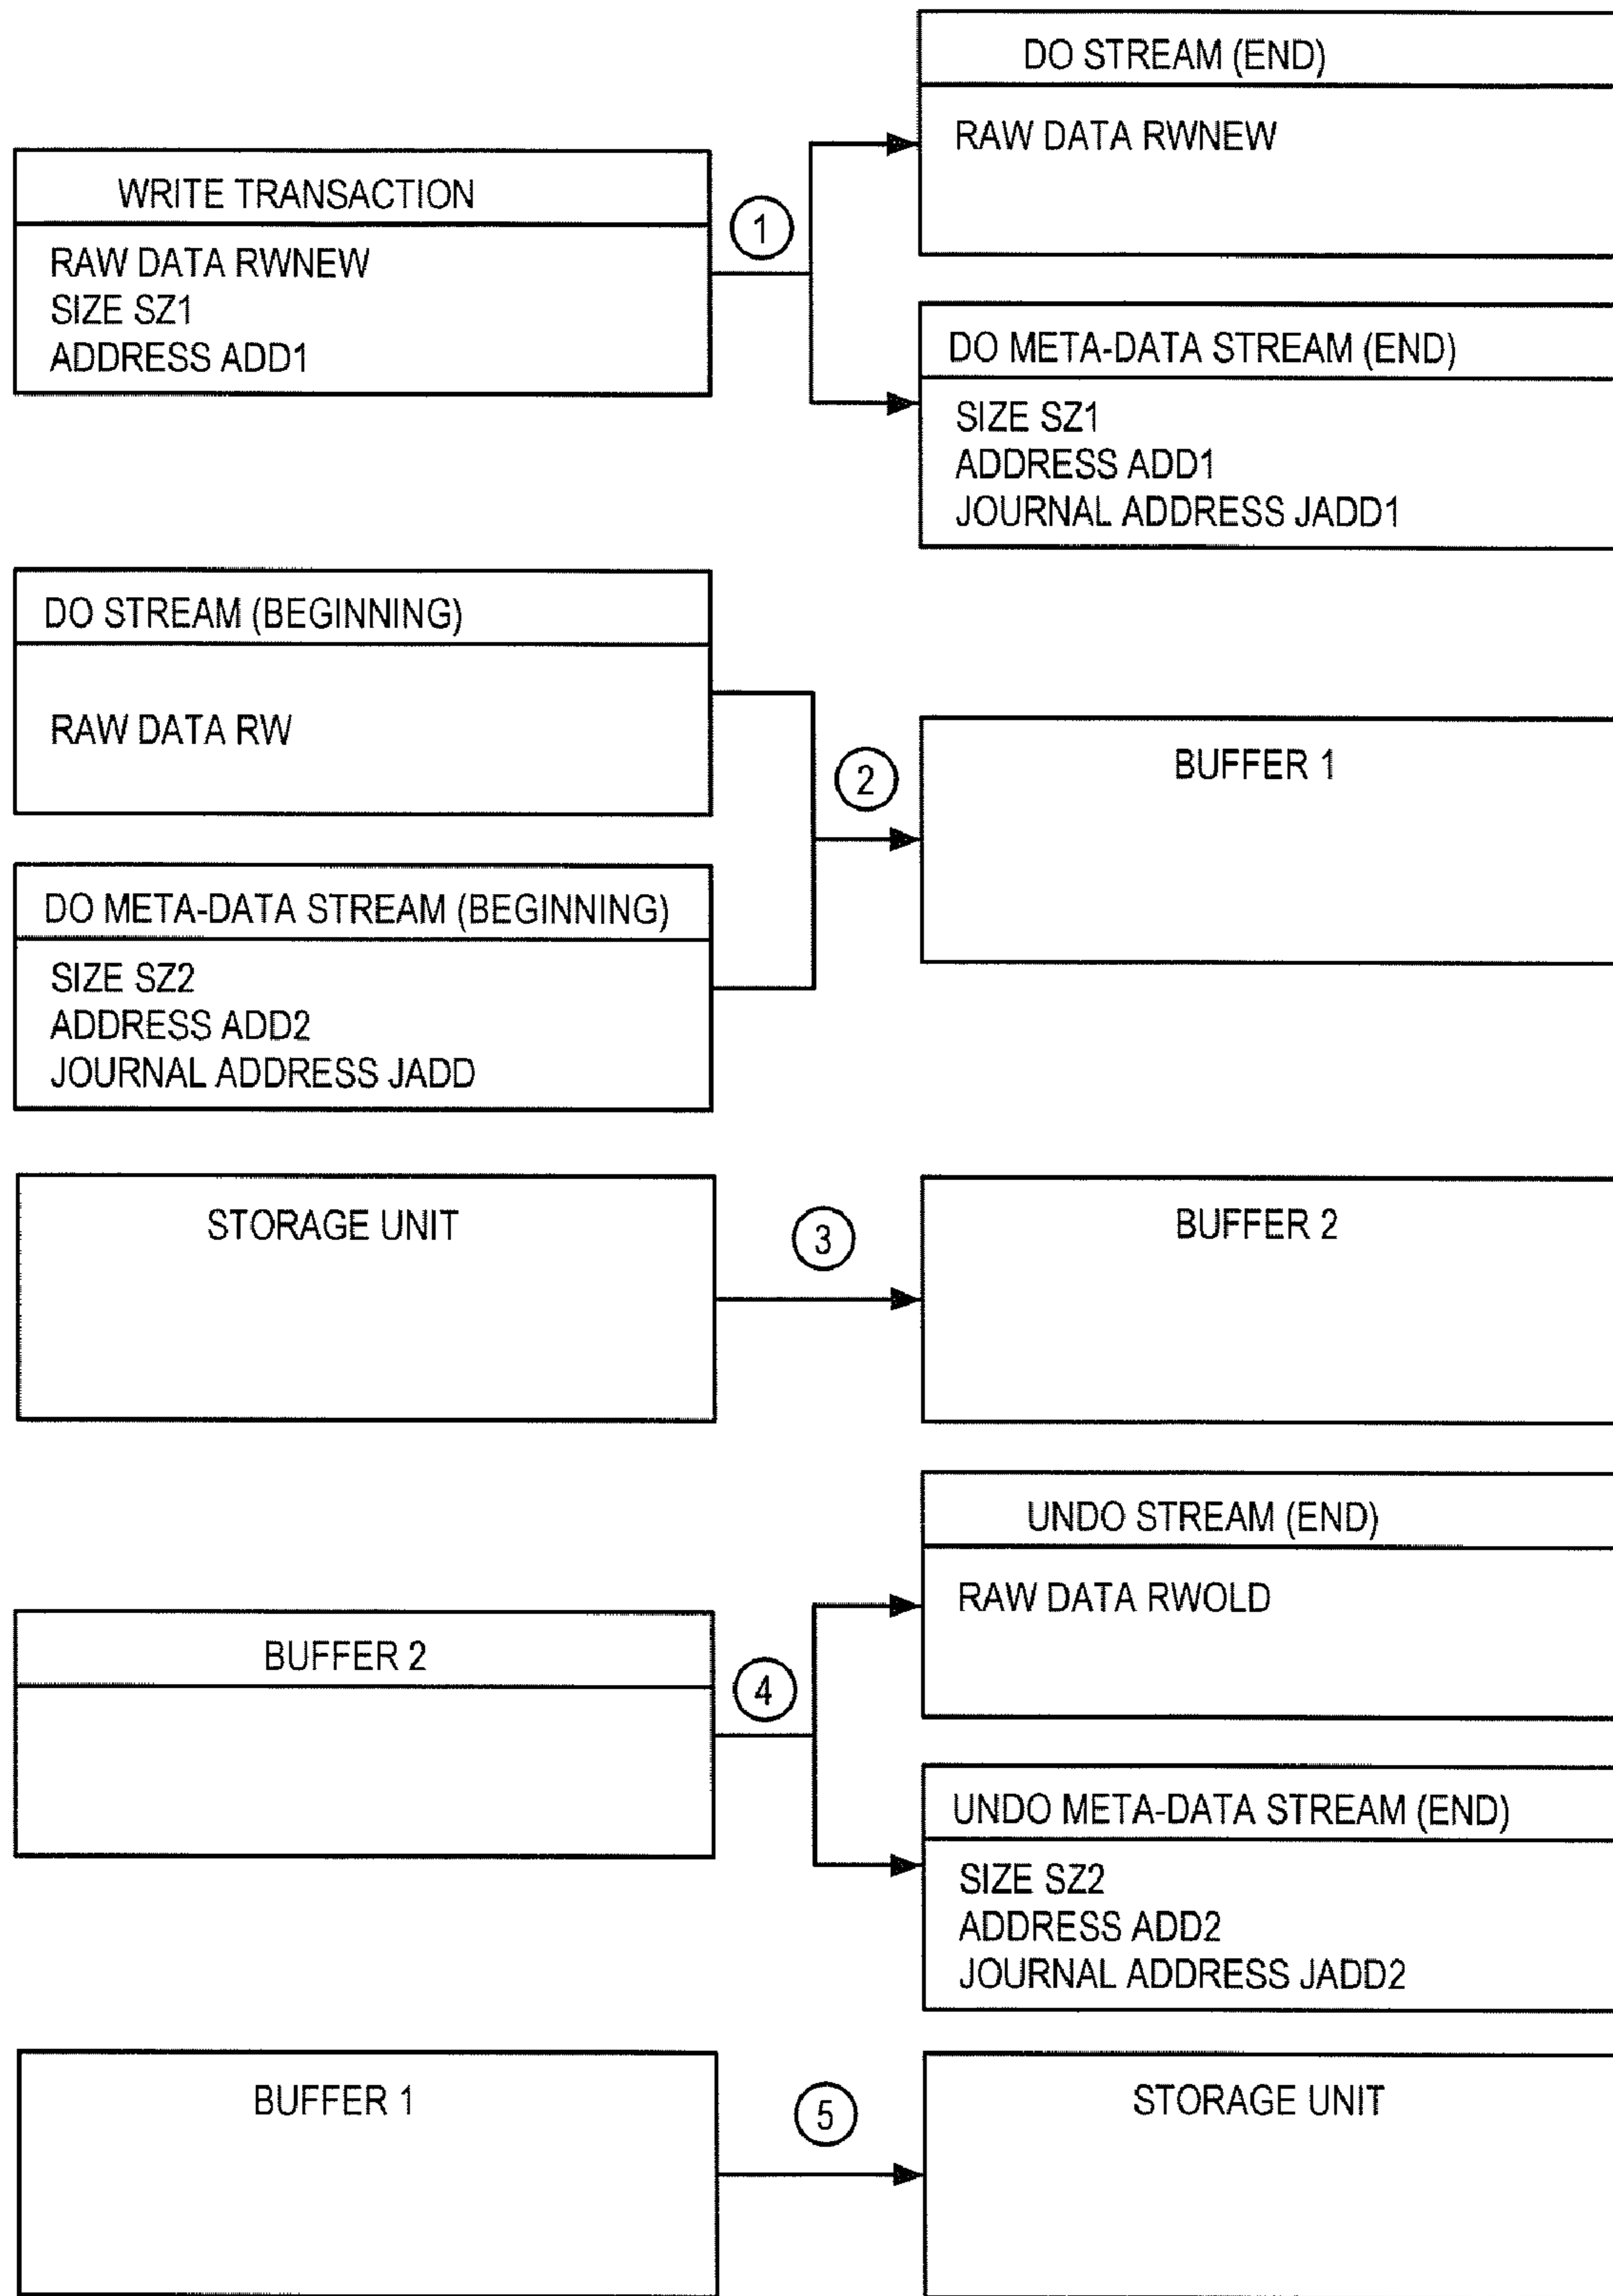 DO STREAM (END)
RAW DATA RWNEW
WRITE TRANSACTION
RAW DATA RWNEW
SIZE SZ1
ADDRESS ADD1
1
DO META-DATA STREAM (END)
SIZE SZ1
ADDRESS ADD1
JOURNAL ADDRESS JADD1
DO STREAM (BEGINNING)
RAW DATA RW
DO META-DATA STREAM (BEGINNING)
SIZE SZ2
ADDRESS ADD2
JOURNAL ADDRESS JADD
2
BUFFER 1
STORAGE UNIT
3
BUFFER 2
BUFFER 2
4
UNDO STREAM (END)
RAW DATA RWOLD
UNDO META-DATA STREAM (END)
SIZE SZ2
ADDRESS ADD2
JOURNAL ADDRESS JADD2
BUFFER 1
5
STORAGE UNIT